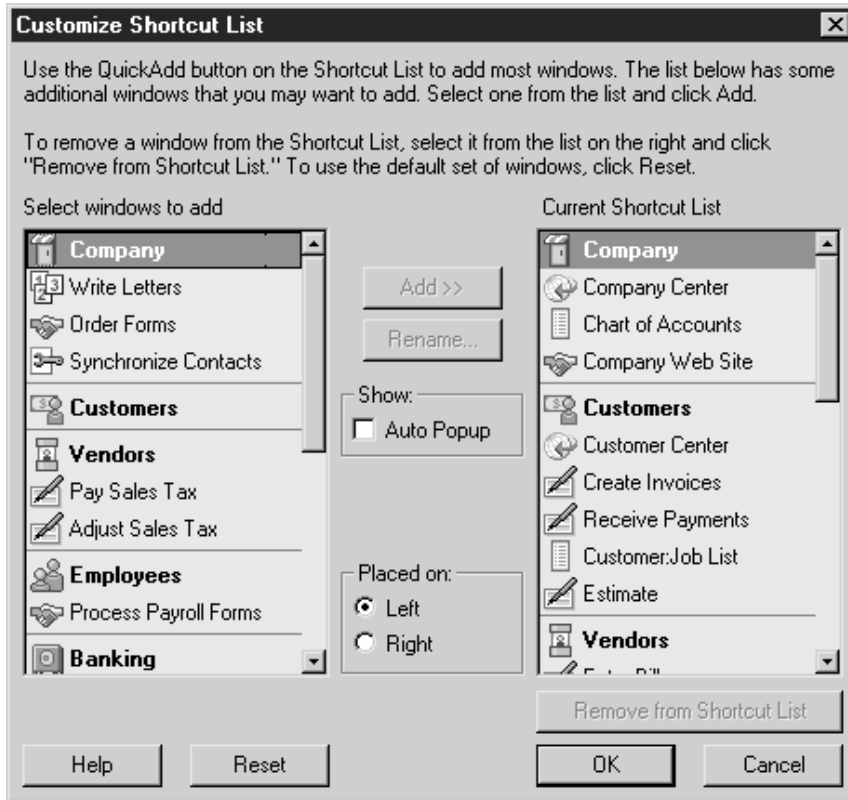 Customize Shortcut List
Use the QuickAdd button on the Shortcut List to add most windows. The list below has some
additional windows that you may want to add. Select one from the list and click Add.
To remove a window from the Shortcut List, select it from the list on the right and click
"Remove from Shortcut List." To use the default set of windows, click Reset.
Select windows to add
Company
Write Letters
Order Forms
Synchronize Contacts
Customers
Vendors
Pay Sales Tax
Adjust Sales Tax
Employees
Process Payroll Forms
Banking
Add >>
Rename...
Show:
Auto Popup
Placed on:
Left
Right
Current Shortcut List
Company
Company Center
Chart of Accounts
Company Web Site
Customers
Customer Center
Create Invoices
Receive Payments
Customer:Job List
Estimate
Vendors
Remove from Shortcut List
Help
Reset
OK
Cancel